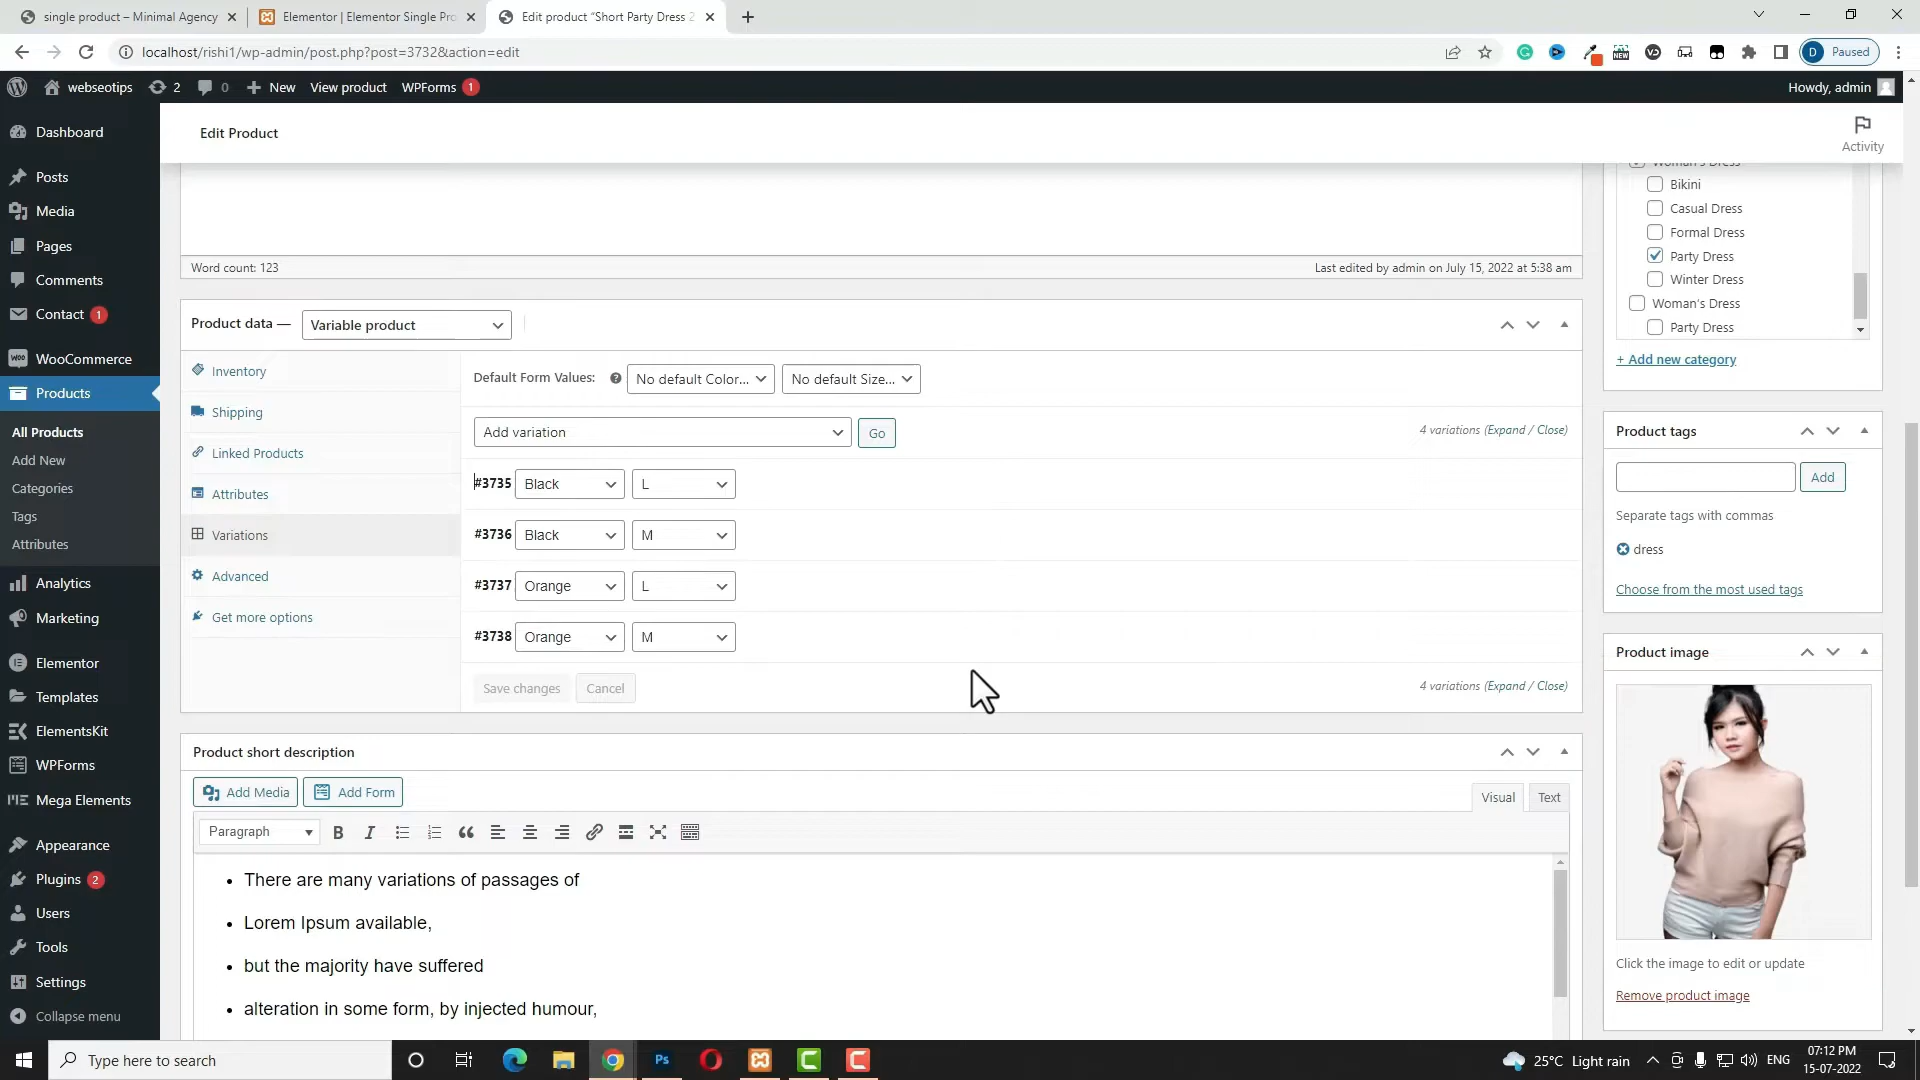 single product – Minimal Agency
Elementor | Elementor Single Pro
Edit product "Short Party Dress 2
localhost/rishi1/wp-admin/post.php?post=3732&action=edit
NEW
D Paused
webseotips
2
0
New
View product
WPForms 1
Howdy, admin
Dashboard
Posts
Media
Pages
Comments
Contact 1
WooCommerce
Products
All Products
Add New
Categories
Tags
Attributes
Analytics
Marketing
Elementor
Templates
ElementsKit
WPForms
Mega Elements
Appearance
Plugins 2
Users
Tools
Settings
Collapse menu
Edit Product
Activity
Word count: 123
Last edited by admin on July 15, 2022 at 5:38 am
Product data — Variable product
Inventory
Shipping
Linked Products
Attributes
Variations
Advanced
Get more options
Default Form Values: No default Color... No default Size...
Add variation Go 4 variations (Expand / Close)
#3735 Black L
#3736 Black M
#3737 Orange L
#3738 Orange M
Save changes Cancel 4 variations (Expand / Close)
Product short description
Add Media Add Form
Visual Text
Paragraph
• There are many variations of passages of
• Lorem Ipsum available,
• but the majority have suffered
• alteration in some form, by injected humour,
Woman's Dress
Bikini
Casual Dress
Formal Dress
Party Dress
Winter Dress
Woman's Dress
Party Dress
+ Add new category
Product tags
Add
Separate tags with commas
dress
Choose from the most used tags
Product image
Click the image to edit or update
Remove product image
Type here to search
Ps
25°C Light rain
ENG
07:12 PM
15-07-2022